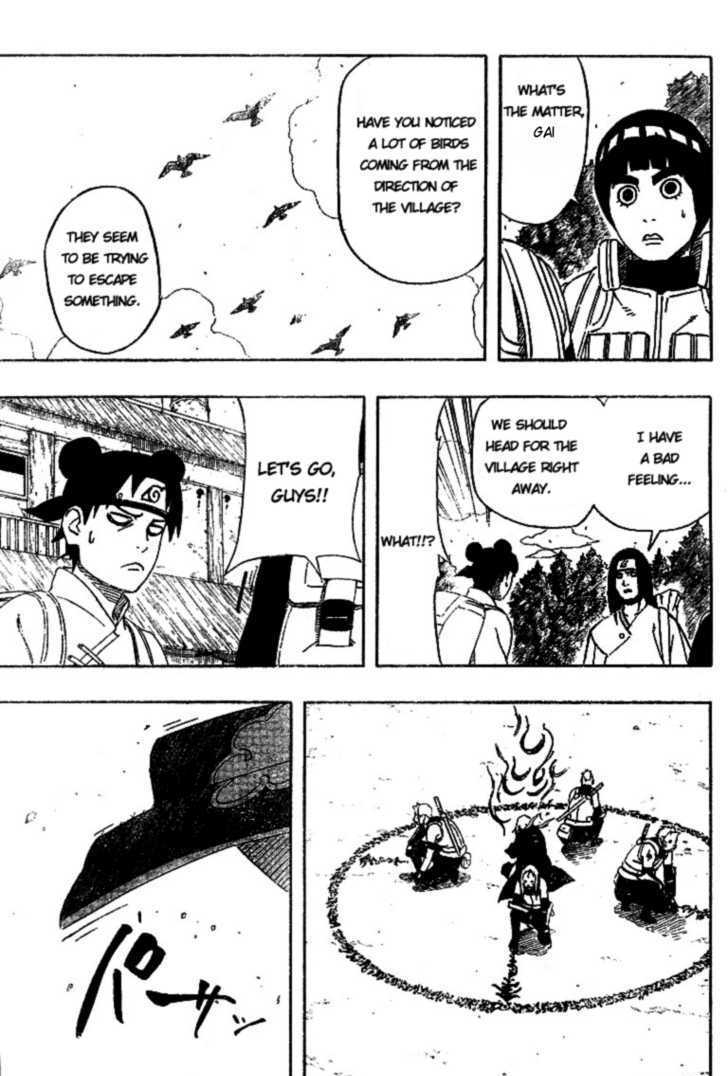 WHAT'S
THE MATTER,
GAI
HAVE YOU NOTICED
A LOT OF BIRDS
COMING FROM THE
DIRECTION OF
THE VILLAGE?
THEY SEEM
TO BE TRYING
TO ESCAPE
SOMETHING.
I HAVE
A BAD
FEELING...
WE SHOULD
HEAD FOR THE
VILLAGE RIGHT
AWAY.
WHAT!!?
LET'S GO,
GUYS!!
バサッ